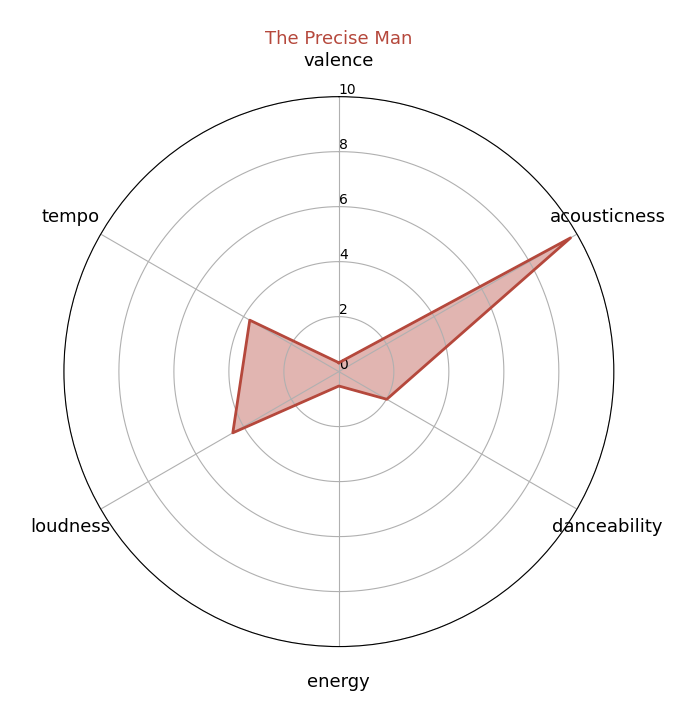 The Precise Man
valence
10
8
6
4
2
0
tempo
acousticness
loudness
danceability
energy